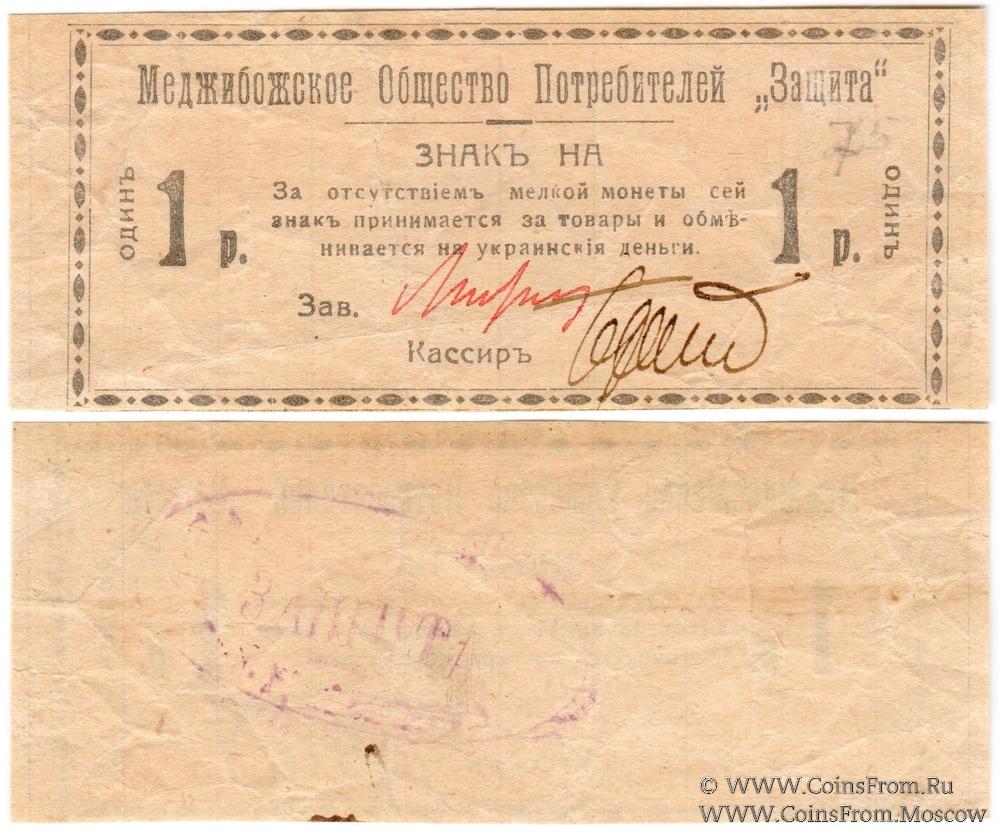 Меджибожское Общество Потребителей „Защита“
75
ЗНАКЪ НА
одинъ
1 р.
За отсутствіемъ мелкой монеты сей
знакъ принимается за товары и обмѣ-
нивается на украинскія деньги.
1 р.
одинъ
Зав.
Кассиръ
© WWW.CoinsFrom.Ru
WWW.CoinsFrom.Moscow